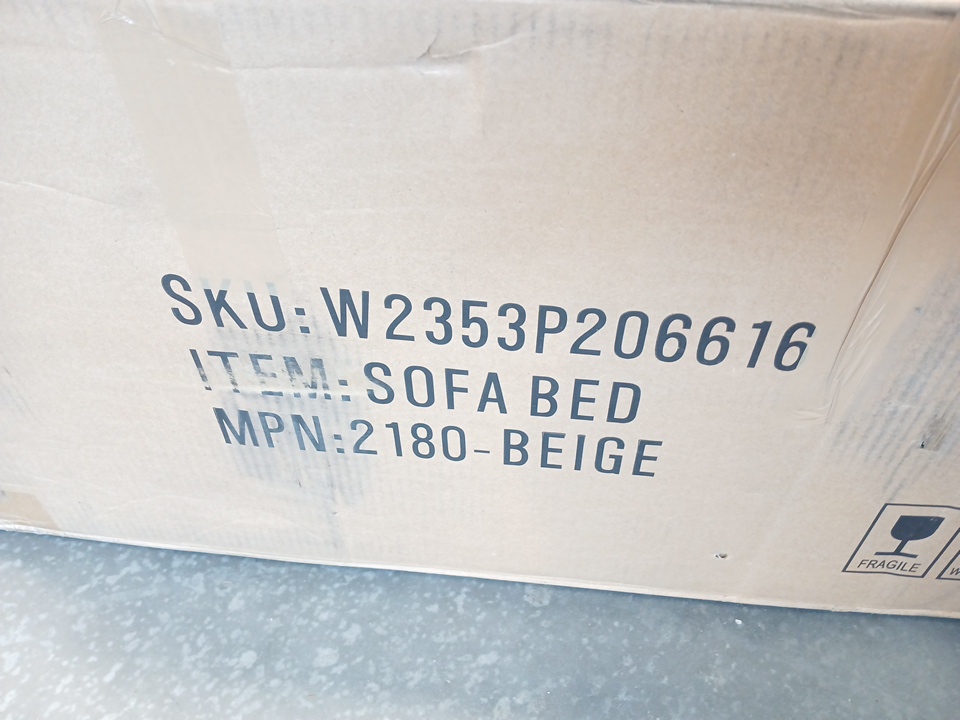 SKU: W2353P206616
ITEM: SOFA BED
MPN:2180-BEIGE
FRAGILE